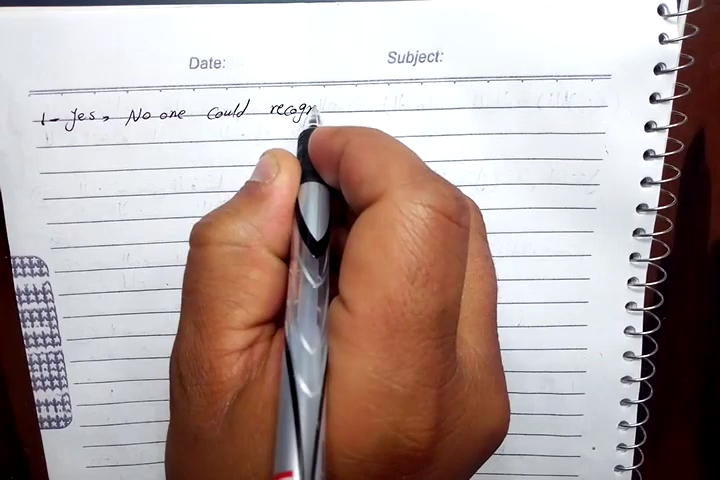 Date: Subject:
1- Yes, No one Could recogn